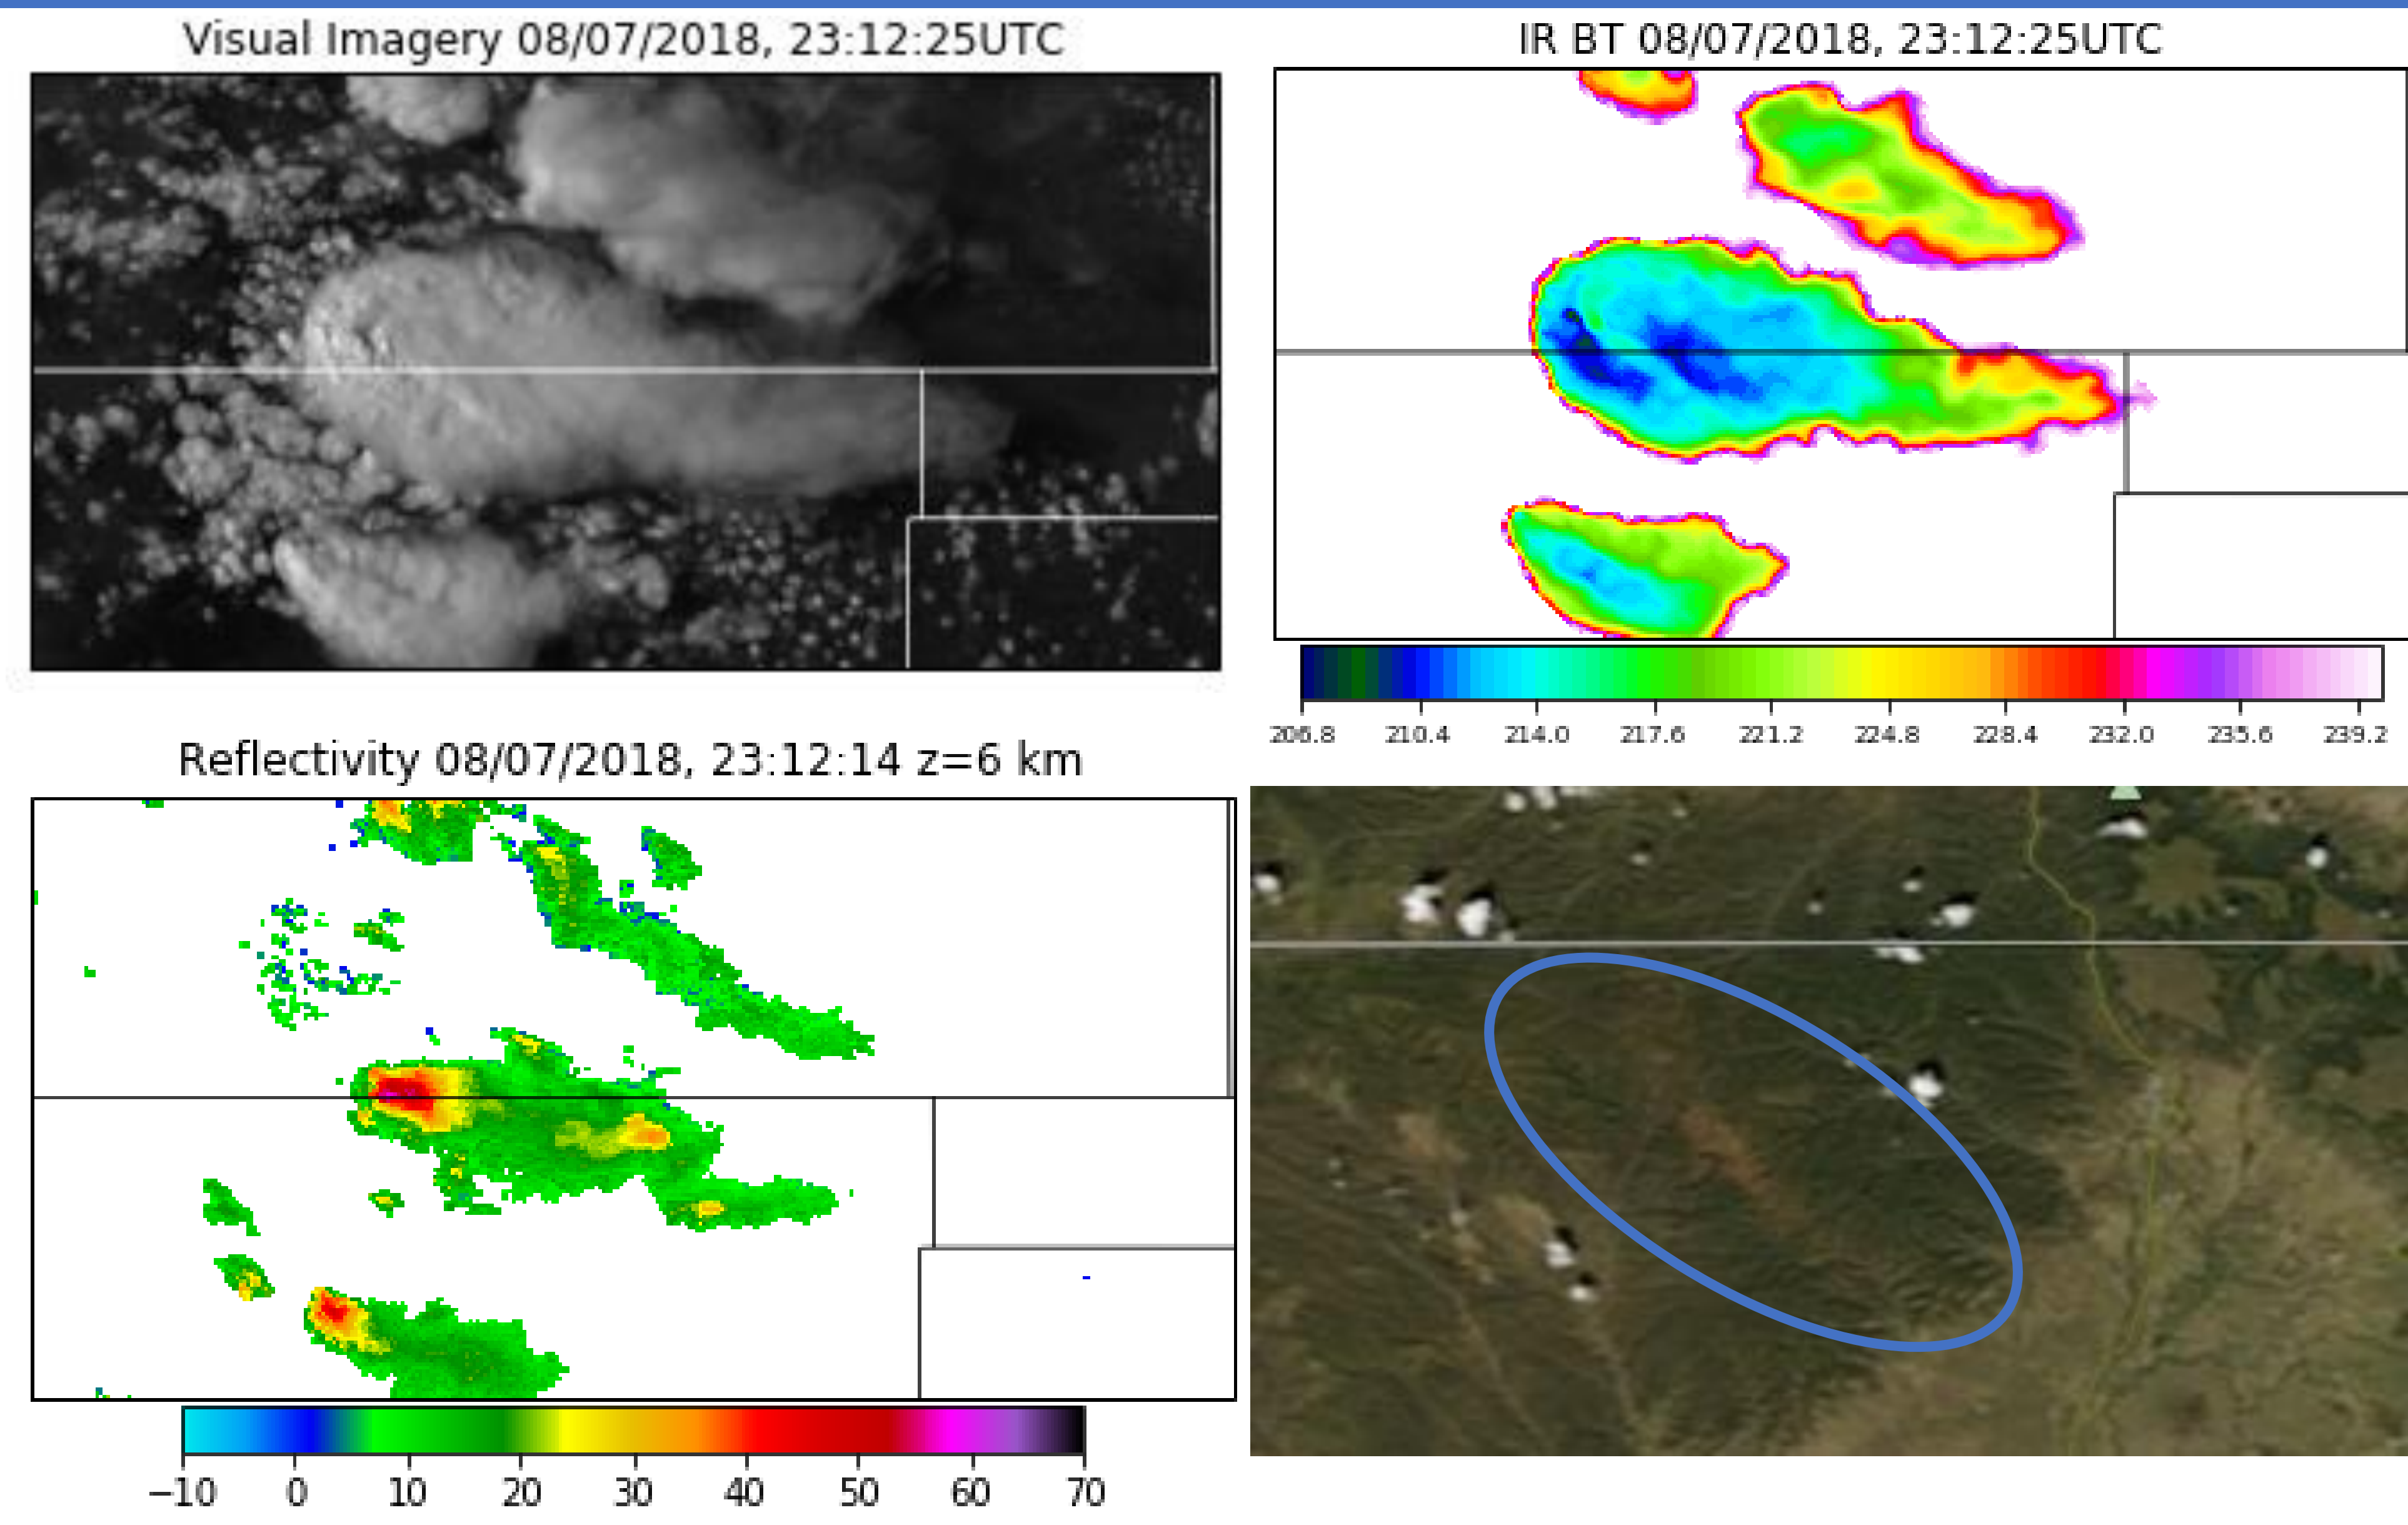 Visual Imagery 08/07/2018, 23:12:25UTC
IR BT 08/07/2018, 23:12:25UTC
206.8 210.4 214.0 217.6 221.2 224.8 228.4 232.0 235.6 239.2
Reflectivity 08/07/2018, 23:12:14 z=6 km
−10 0 10 20 30 40 50 60 70